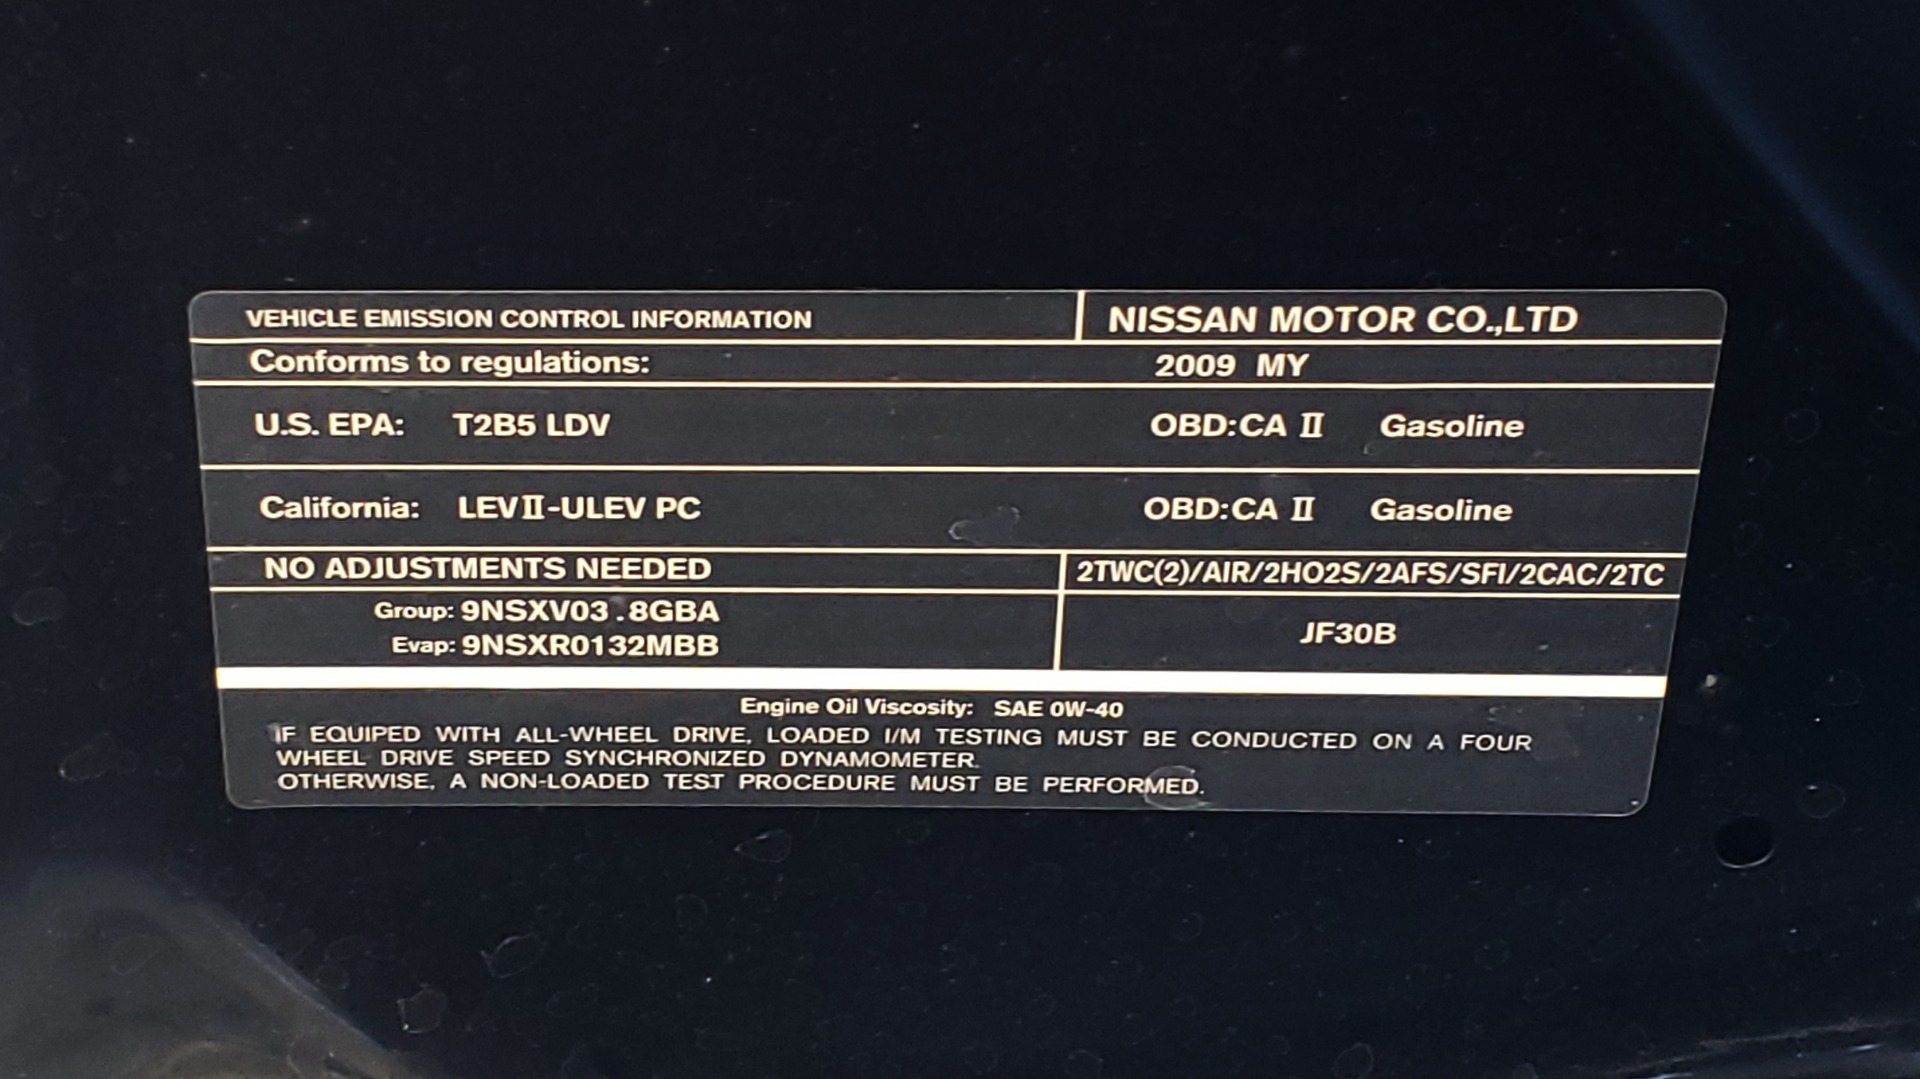 VEHICLE EMISSION CONTROL INFORMATION NISSAN MOTOR CO.,LTD
Conforms to regulations: 2009 MY
U.S. EPA: T2B5 LDV OBD:CA II Gasoline
California: LEVII-ULEV PC OBD:CA II Gasoline
NO ADJUSTMENTS NEEDED 2TWC(2)/AIR/2HO2S/2AFS/SFI/2CAC/2TC
Group: 9NSXV03.8GBA
Evap: 9NSXR0132MBB
JF30B
Engine Oil Viscosity: SAE 0W-40
IF EQUIPED WITH ALL-WHEEL DRIVE, LOADED I/M TESTING MUST BE CONDUCTED ON A FOUR
WHEEL DRIVE SPEED SYNCHRONIZED DYNAMOMETER.
OTHERWISE, A NON-LOADED TEST PROCEDURE MUST BE PERFORMED.